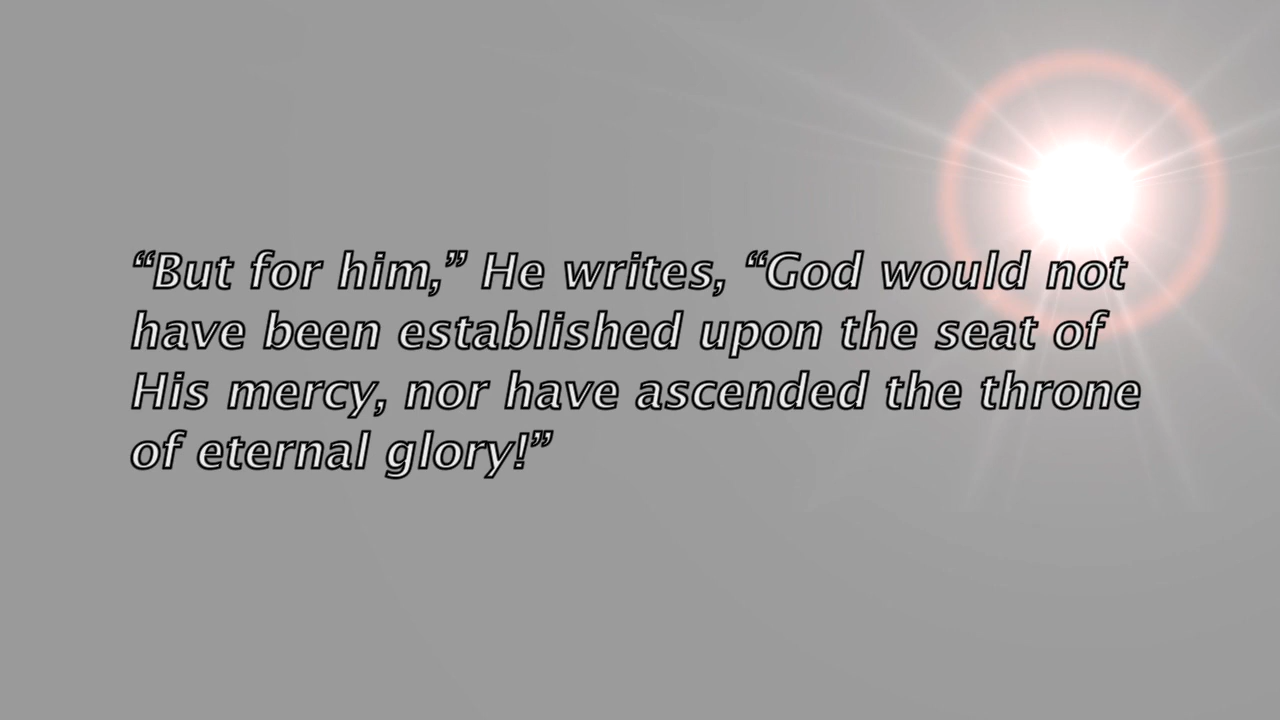 “But for him,” He writes, “God would not
have been established upon the seat of
His mercy, nor have ascended the throne
of eternal glory!”